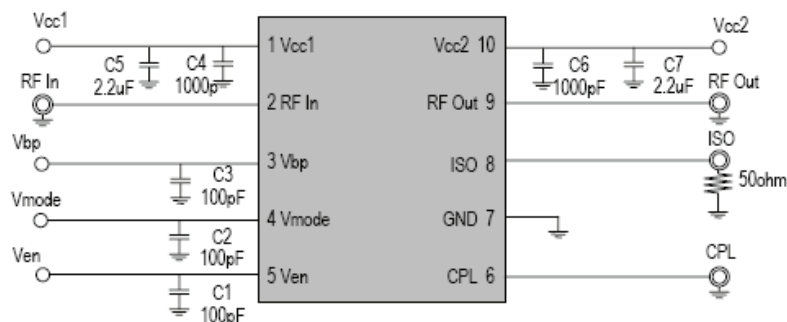 Vcc1
C5
2.2uF
C4
1000p
1 Vcc1
Vcc2 10
C6
1000pF
C7
2.2uF
Vcc2
RF In
2 RF In
RF Out 9
RF Out
Vbp
C3
100pF
3 Vbp
ISO 8
ISO
50ohm
Vmode
C2
100pF
4 Vmode
GND 7
Ven
C1
100pF
5 Ven
CPL 6
CPL